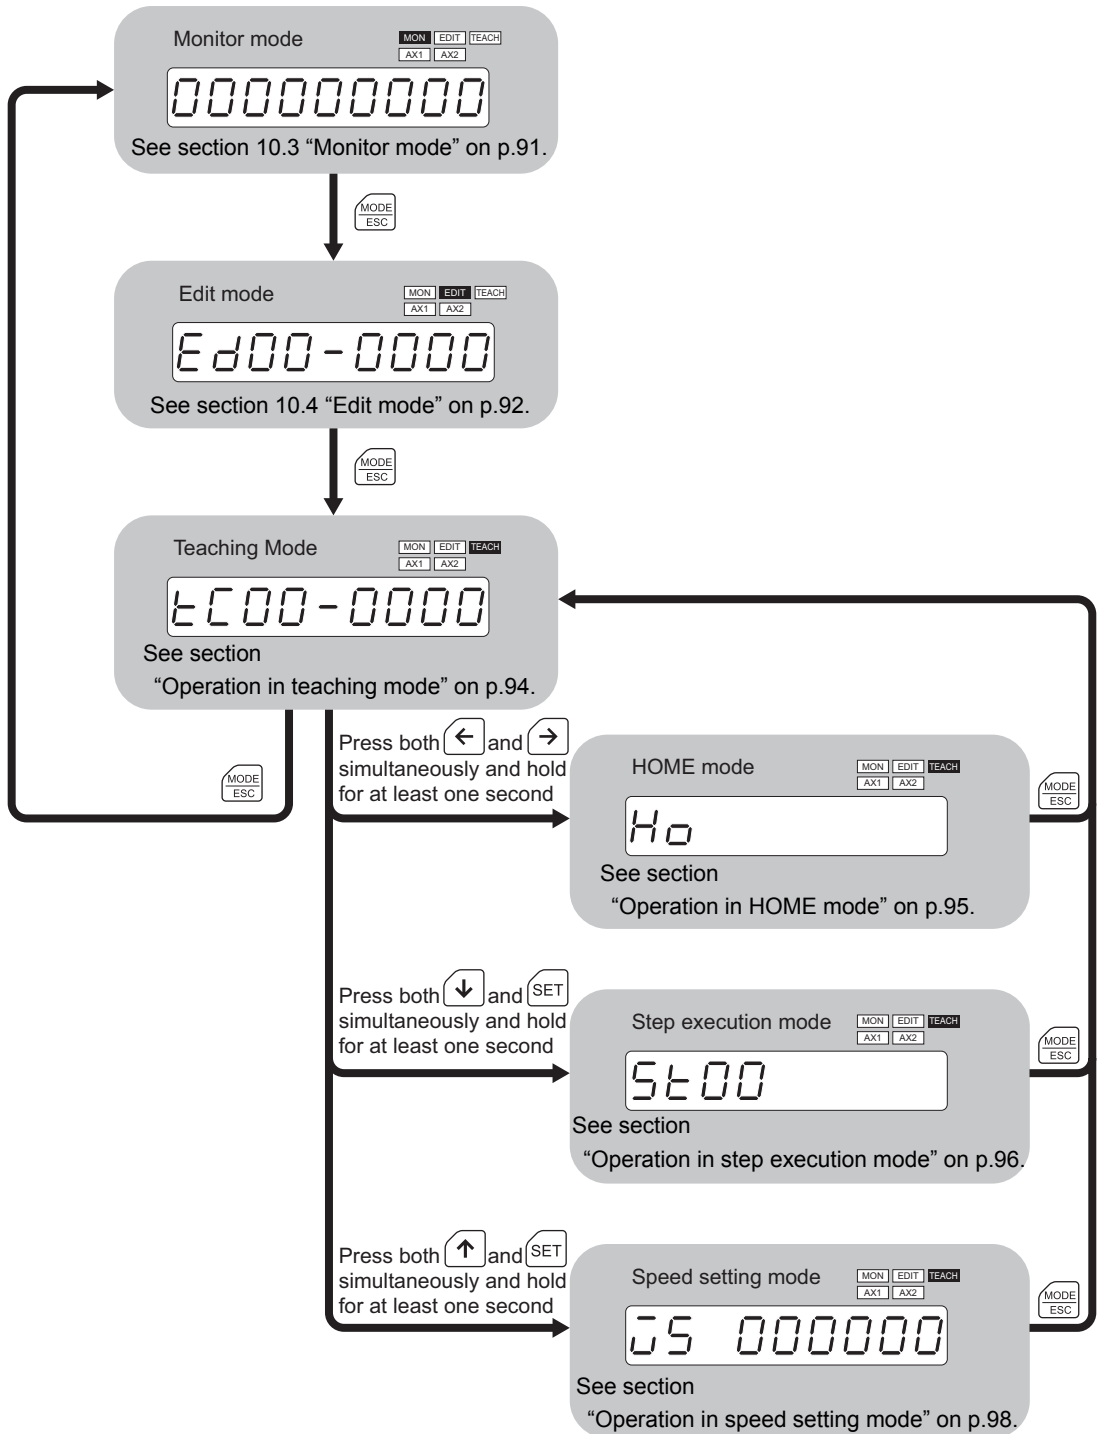 Monitor mode
MON EDIT TEACH
AX1 AX2
000000000
See section 10.3 “Monitor mode” on p.91.
MODE
ESC
Edit mode
MON EDIT TEACH
AX1 AX2
Ed00-0000
See section 10.4 “Edit mode” on p.92.
MODE
ESC
Teaching Mode
MON EDIT TEACH
AX1 AX2
tC00-0000
See section
“Operation in teaching mode” on p.94.
MODE
ESC
Press both ← and →
simultaneously and hold
for at least one second
HOME mode
MON EDIT TEACH
AX1 AX2
Ho
See section
“Operation in HOME mode” on p.95.
MODE
ESC
Press both ↓ and SET
simultaneously and hold
for at least one second
Step execution mode
MON EDIT TEACH
AX1 AX2
St00
See section
“Operation in step execution mode” on p.96.
MODE
ESC
Press both ↑ and SET
simultaneously and hold
for at least one second
Speed setting mode
MON EDIT TEACH
AX1 AX2
000000
See section
“Operation in speed setting mode” on p.98.
MODE
ESC